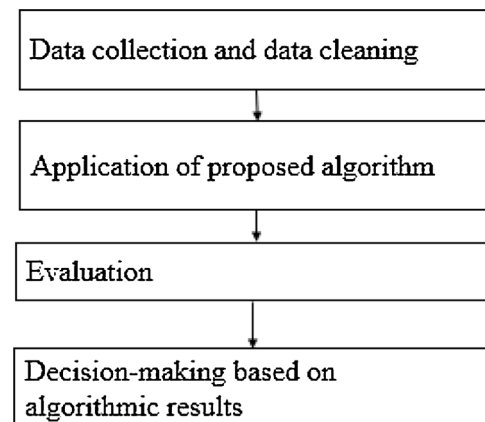 Data collection and data cleaning
Application of proposed algorithm
Evaluation
Decision-making based on
algorithmic results